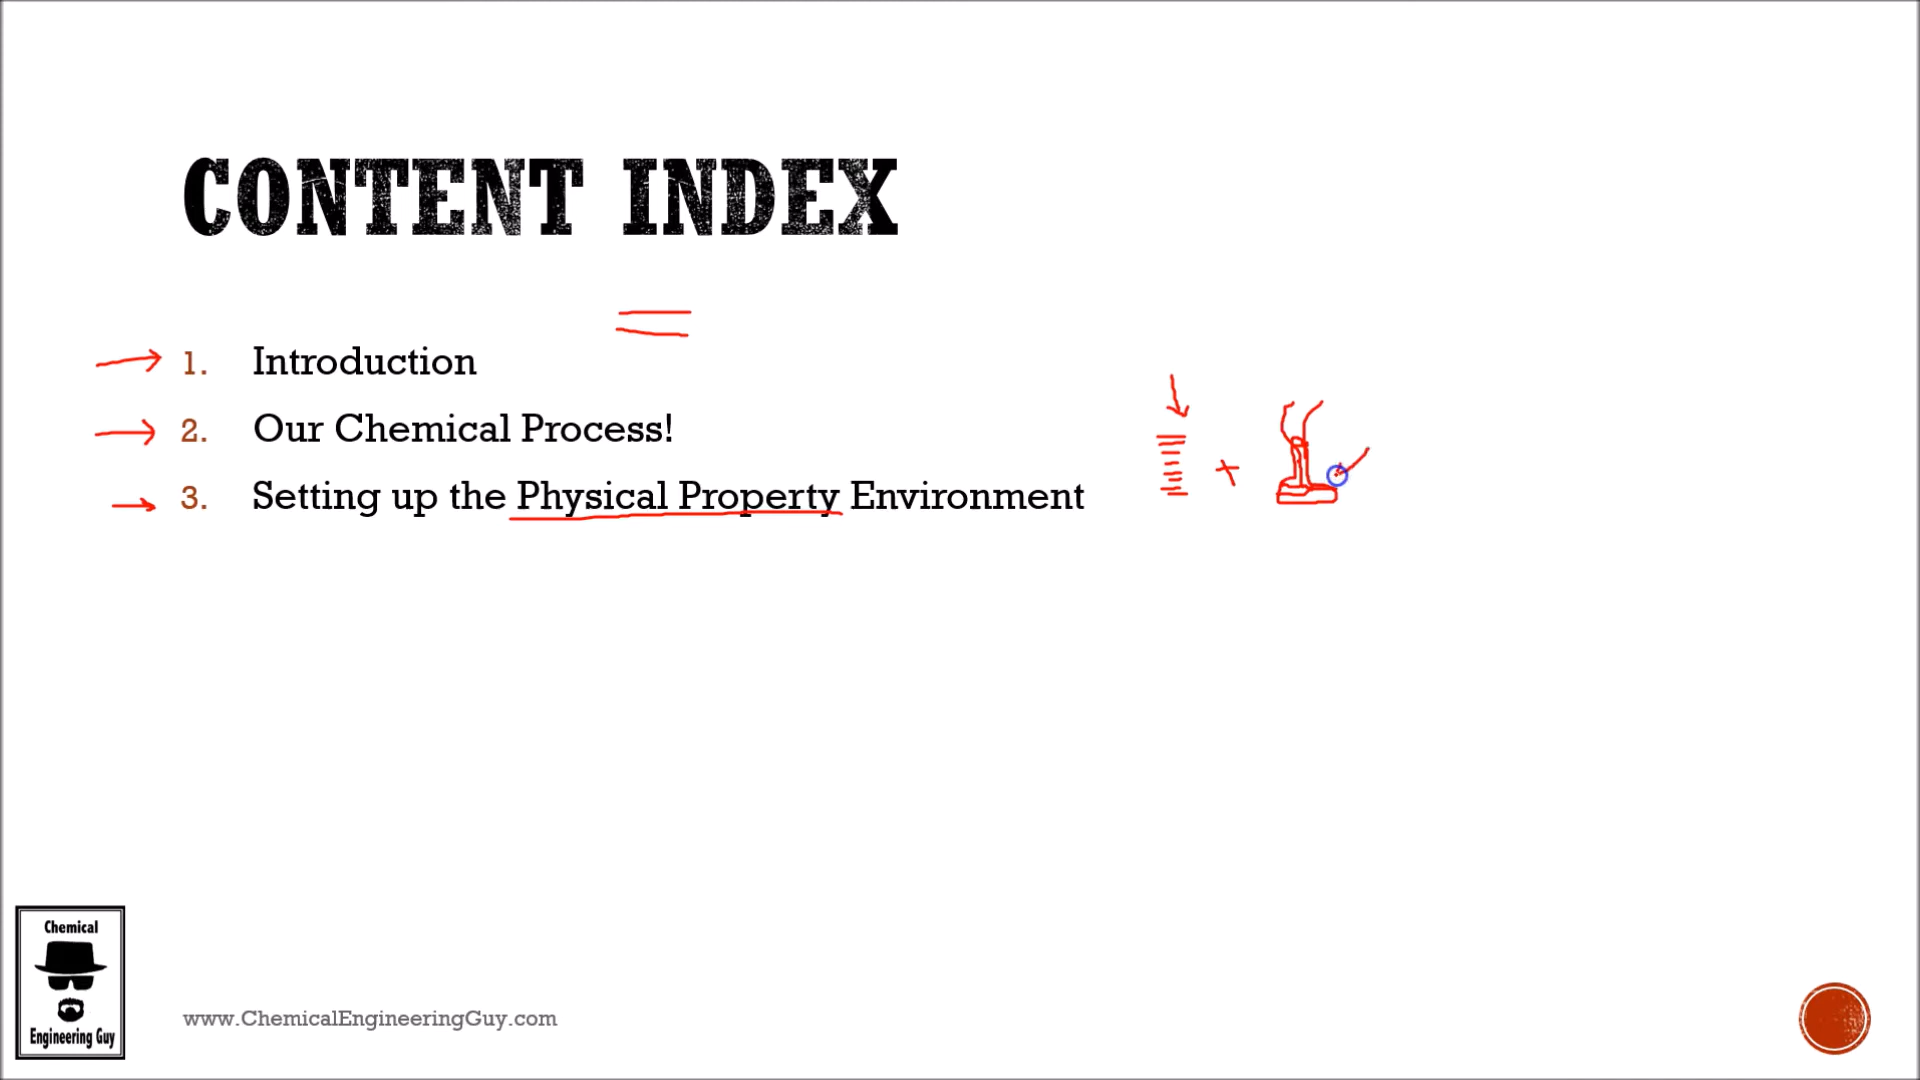 CONTENT INDEX
1. Introduction
2. Our Chemical Process!
3. Setting up the Physical Property Environment
+
Chemical
Engineering Guy
www.ChemicalEngineeringGuy.com